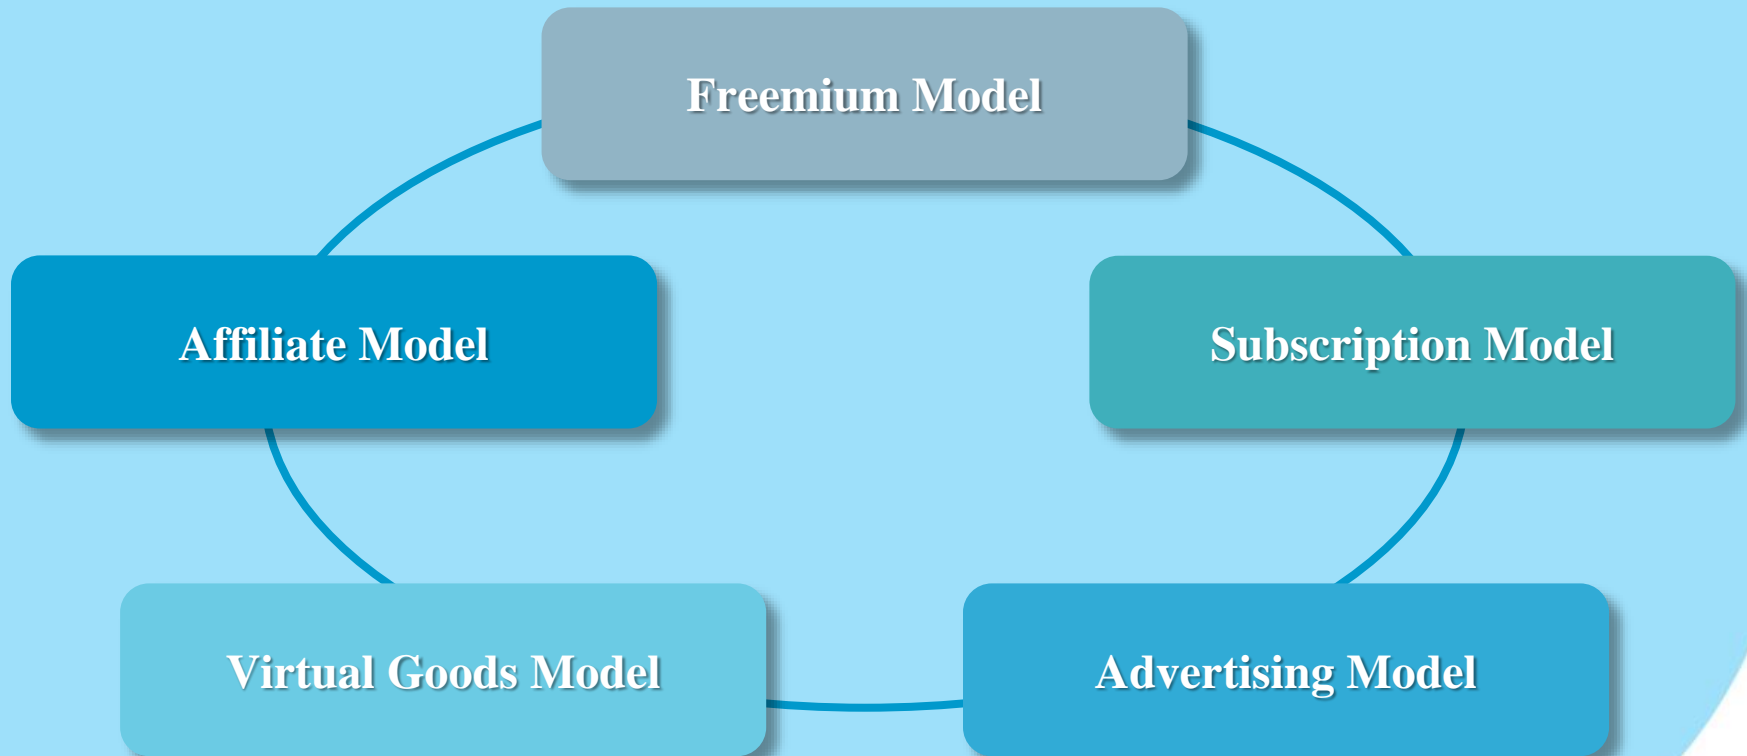 Freemium Model
Affiliate Model
Subscription Model
Virtual Goods Model
Advertising Model